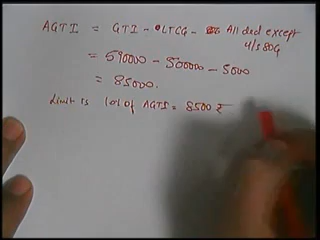 AGTI = GTI - LTCG - All ded except
u/s 80G
= 590000 - 500000 - 5000
= 85000.
Limit is 10% of AGTI = 8500 ₹